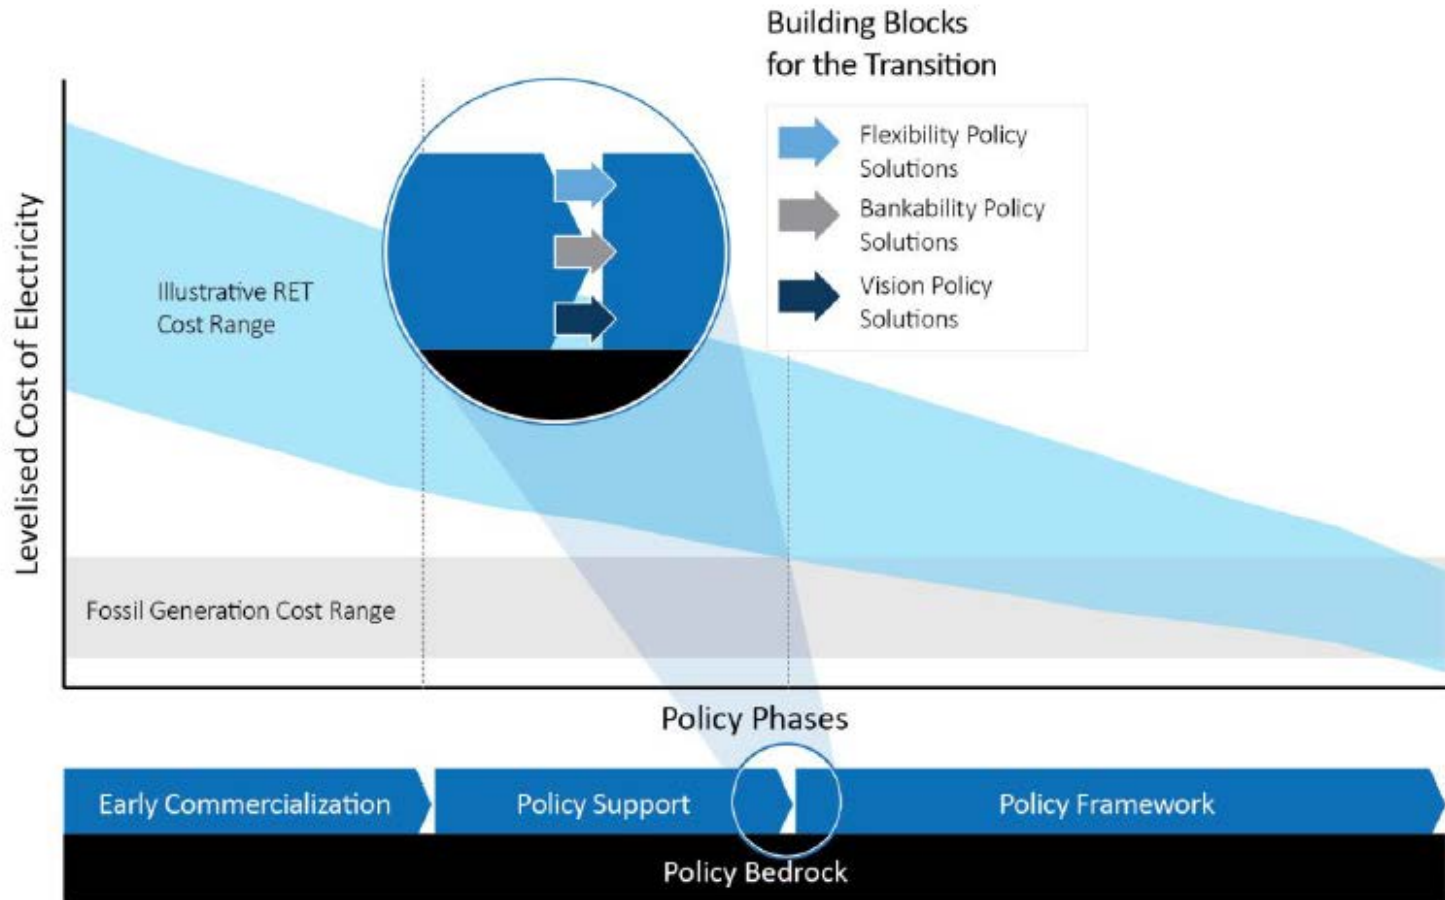 Building Blocks
for the Transition
Flexibility Policy
Solutions
Bankability Policy
Solutions
Vision Policy
Solutions
Levelised Cost of Electricity
Illustrative RET
Cost Range
Fossil Generation Cost Range
Policy Phases
Early Commercialization
Policy Support
Policy Framework
Policy Bedrock